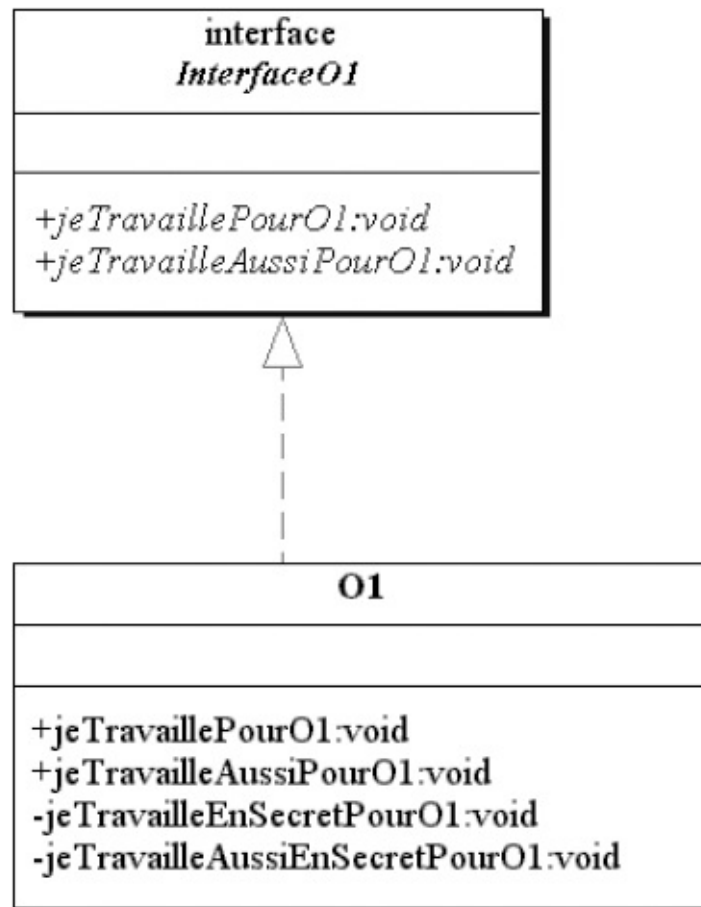 interface
InterfaceO1
+jeTravaillePourO1:void
+jeTravailleAussiPourO1:void
O1
+jeTravaillePourO1:void
+jeTravailleAussiPourO1:void
-jeTravailleEnSecretPourO1:void
-jeTravailleAussiEnSecretPourO1:void